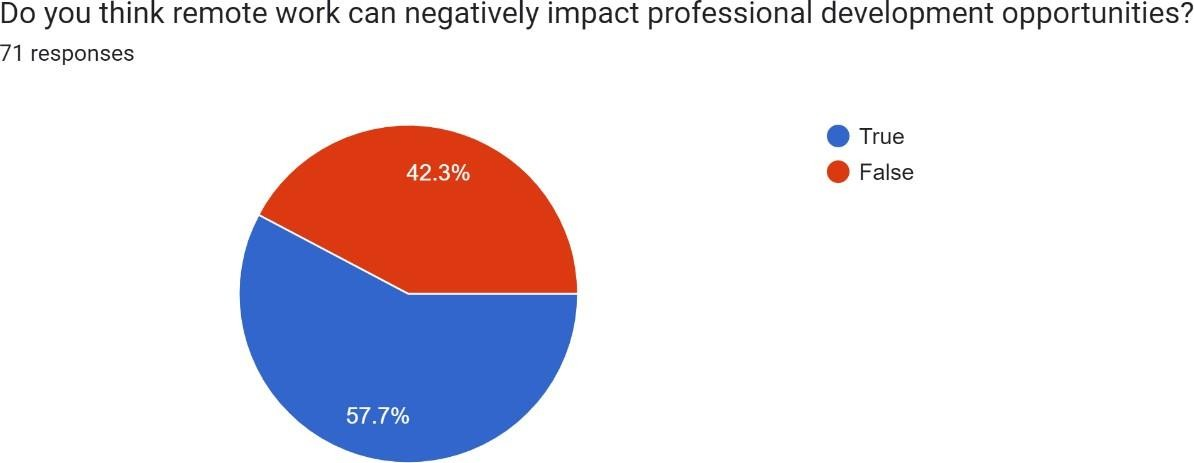 Do you think remote work can negatively impact professional development opportunities?
71 responses
True
False
42.3%
57.7%